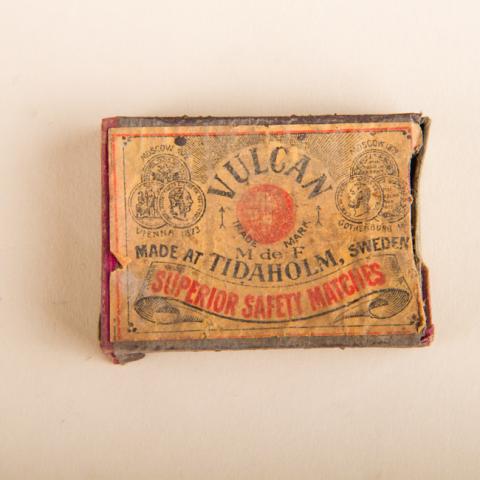 VULCAN
MOSCOW
MOSCOW
VIENNA 1873
GOTHENBURG
TRADE MARK
M de F
MADE AT TIDAHOLM, SWEDEN
SUPERIOR SAFETY MATCHES